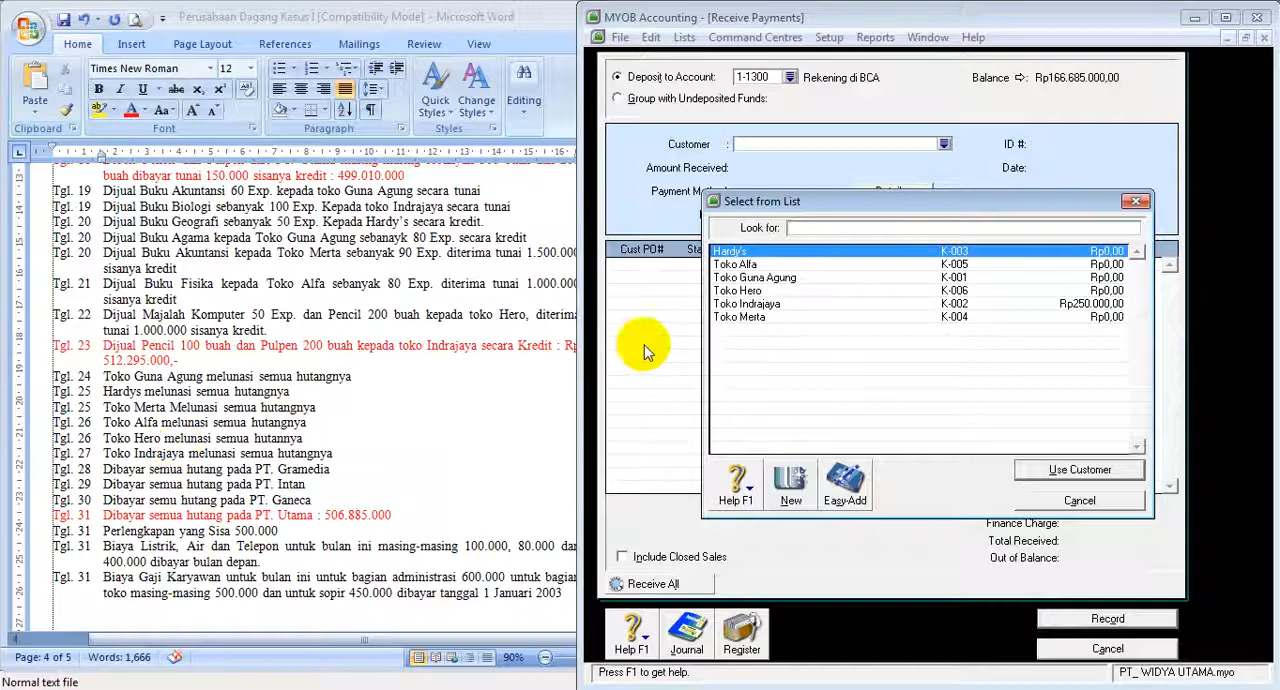 Perusahaan Dagang Kasus I [Compatibility Mode] - Microsoft Word
Home Insert Page Layout References Mailings Review View
Times New Roman 12
Paste
Quick Styles
Change Styles
Editing
Clipboard Font Paragraph Styles
buah dibayar tunai 150.000 sisanya kredit : 499.010.000
Tgl. 19 Dijual Buku Akuntansi 60 Exp. kepada toko Guna Agung secara tunai
Tgl. 19 Dijual Buku Biologi sebanyak 100 Exp. Kepada toko Indrajaya secara tunai
Tgl. 20 Dijual Buku Geografi sebanyak 50 Exp. Kepada Hardy's secara kredit.
Tgl. 20 Dijual Buku Agama kepada Toko Guna Agung sebanyak 80 Exp. secara kredit
Tgl. 20 Dijual Buku Akuntansi kepada Toko Merta sebanyak 90 Exp. diterima tunai 1.500.000
sisanya kredit
Tgl. 21 Dijual Buku Fisika kepada Toko Alfa sebanyak 80 Exp. diterima tunai 1.000.00
sisanya kredit
Tgl. 22 Dijual Majalah Komputer 50 Exp. dan Pencil 200 buah kepada toko Hero, diterima
tunai 1.000.000 sisanya kredit.
Tgl. 23 Dijual Pencil 100 buah dan Pulpen 200 buah kepada toko Indrajaya secara Kredit : Rp
512.295.000,-
Tgl. 24 Toko Guna Agung melunasi semua hutangnya
Tgl. 25 Hardys melunasi semua hutangnya
Tgl. 25 Toko Merta Melunasi semua hutangnya
Tgl. 26 Toko Alfa melunasi semua hutangnya
Tgl. 26 Toko Hero melunasi semua hutannya
Tgl. 27 Toko Indrajaya melunasi semua hutangnya
Tgl. 28 Dibayar semua hutang pada PT. Gramedia
Tgl. 29 Dibayar semua hutang pada PT. Intan
Tgl. 30 Dibayar semu hutang pada PT. Ganeca
Tgl. 31 Dibayar semua hutang pada PT. Utama : 506.885.000
Tgl. 31 Perlengkapan yang Sisa 500.000
Tgl. 31 Biaya Listrik, Air dan Telepon untuk bulan ini masing-masing 100.000, 80.000 dan
400.000 dibayar bulan depan.
Tgl. 31 Biaya Gaji Karyawan untuk bulan ini untuk bagian administrasi 600.000 untuk bagian
toko masing-masing 500.000 dan untuk sopir 450.000 dibayar tanggal 1 Januari 2003
Page: 4 of 5 Words: 1,666 90%
Normal text file
MYOB Accounting - [Receive Payments]
File Edit Lists Command Centres Setup Reports Window Help
Deposit to Account: 1-1300 Rekening di BCA Balance Rp166.685.000,00
Group with Undeposited Funds:
Customer : ID #:
Amount Received: Date:
Cust PO#
Select from List
Look for:
Hardy's K-003 Rp0,00
Toko Alfa K-005 Rp0,00
Toko Guna Agung K-001 Rp0,00
Toko Hero K-006 Rp0,00
Toko Indrajaya K-002 Rp250.000,00
Toko Merta K-004 Rp0,00
Help F1 New Easy-Add
Use Customer
Cancel
Finance Charge:
Total Received:
Out of Balance:
Include Closed Sales
Receive All
Help F1 Journal Register
Record
Cancel
Press F1 to get help. PT_ WIDYA UTAMA.myo